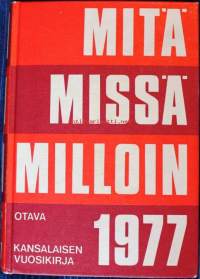 MITÄ
MISSÄ
MILLOIN
OTAVA
1977
KANSALAISEN
VUOSIKIRJA